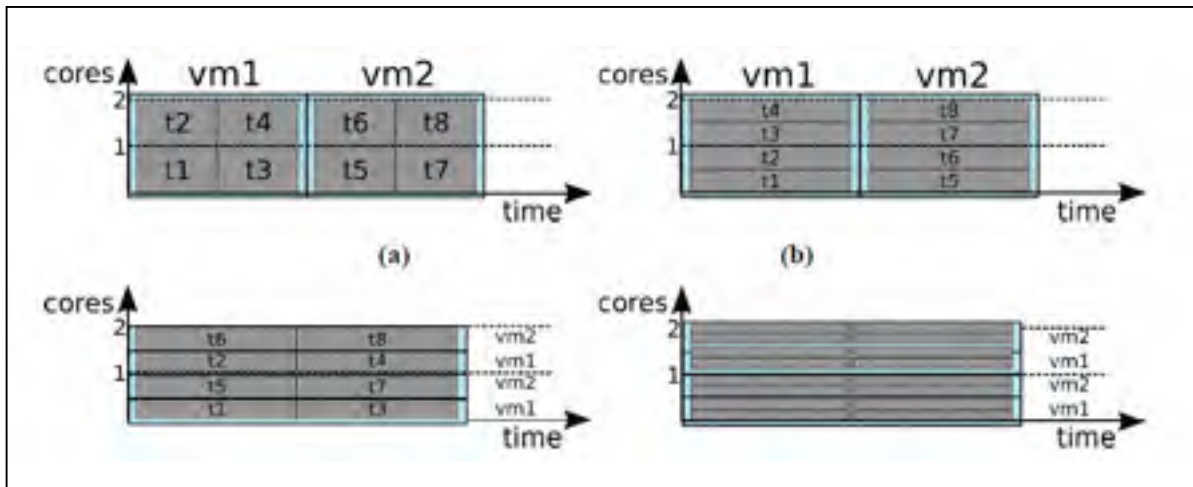 cores vm1 vm2
2
t2 t4 t6 t8
1
t1 t3 t5 t7
time
(a)
cores vm1 vm2
2
t4 t8
t3 t7
1
t2 t6
t1 t5
time
(b)
cores
2
t6 t8 vm2
t2 t4 vm1
1
t5 t7 vm2
t1 t3 vm1
time
cores
2
vm2
vm1
1
vm2
vm1
time